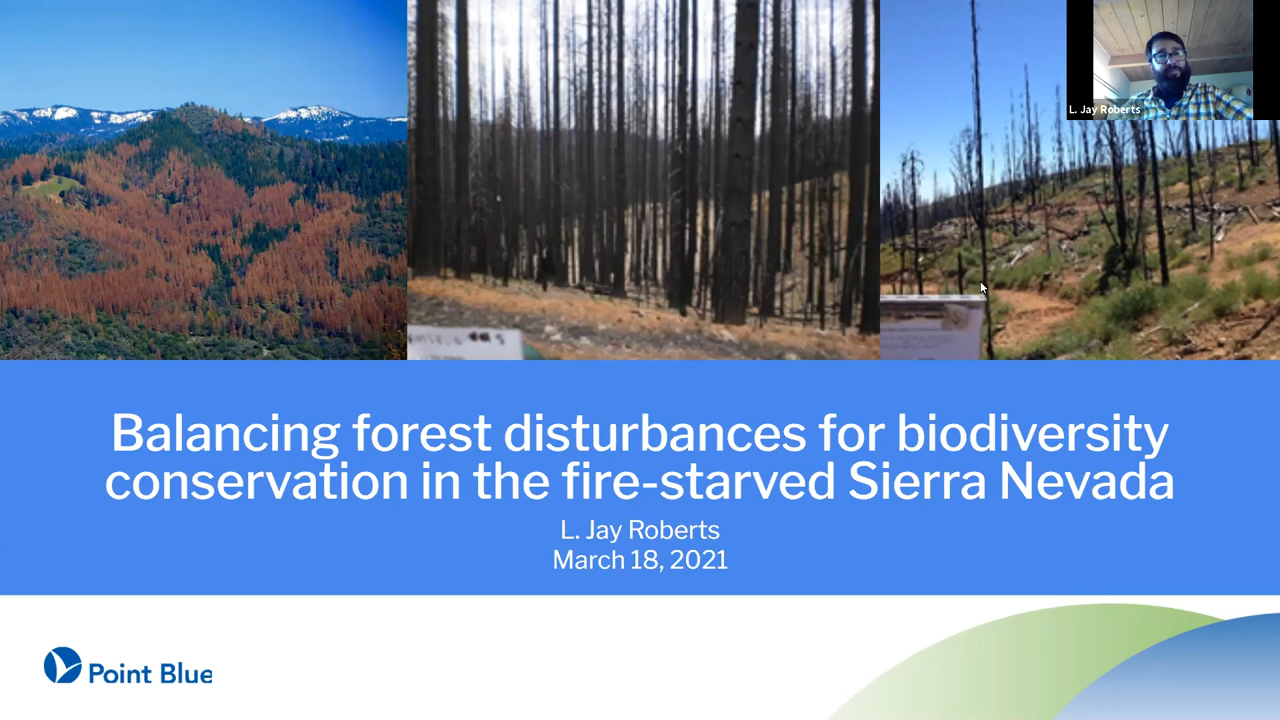 L. Jay Roberts
Balancing forest disturbances for biodiversity
conservation in the fire-starved Sierra Nevada
L. Jay Roberts
March 18, 2021
Point Blue